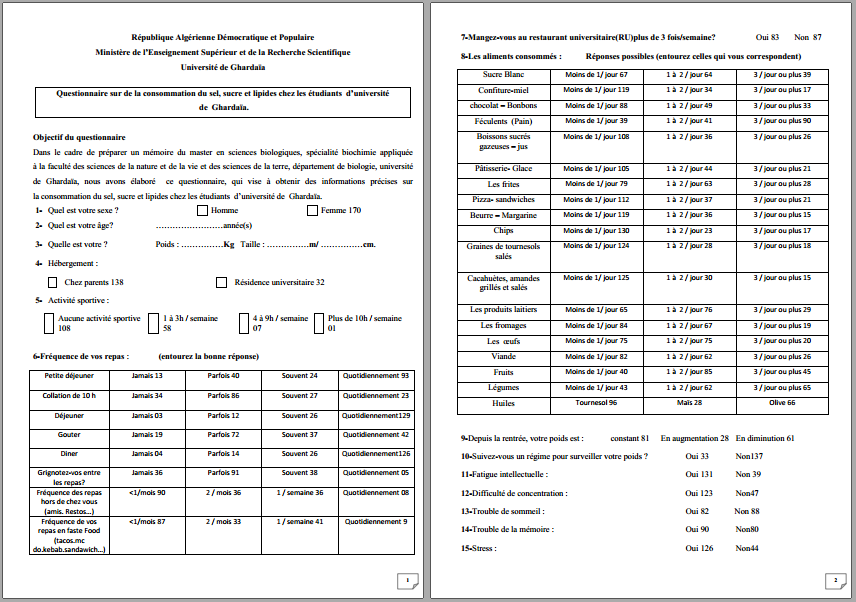 République Algérienne Démocratique et Populaire
Ministère de l'Enseignement Supérieur et de la Recherche Scientifique
Université de Ghardaïa
Questionnaire sur de la consommation du sel, sucre et lipides chez les étudiants d'université
de Ghardaïa.
Objectif du questionnaire
Dans le cadre de préparer un mémoire du master en sciences biologiques, spécialité biochimie appliquée
à la faculté des sciences de la nature et de la vie et des sciences de la terre, département de biologie, université
de Ghardaïa, nous avons élaboré ce questionnaire, qui vise à obtenir des informations précises sur
la consommation du sel, sucre et lipides chez les étudiants d'université de Ghardaïa.
1- Quel est votre sexe ? Homme Femme 170
2- Quel est votre âge? ........................année(s)
3- Quelle est votre ? Poids : ...............Kg Taille : ...............m/ ...............cm.
4- Hébergement :
Chez parents 138 Résidence universitaire 32
5- Activité sportive :
Aucune activité sportive 1 à 3h / semaine 4 à 9h / semaine Plus de 10h / semaine
108 58 07 01
6-Fréquence de vos repas : (entourez la bonne réponse)
Petite déjeuner Jamais 13 Parfois 40 Souvent 24 Quotidiennement 93
Collation de 10 h Jamais 34 Parfois 86 Souvent 27 Quotidiennement 23
Déjeuner Jamais 03 Parfois 12 Souvent 26 Quotidiennement129
Gouter Jamais 19 Parfois 72 Souvent 37 Quotidiennement 42
Diner Jamais 04 Parfois 14 Souvent 26 Quotidiennement126
Grignotez-vous entre Jamais 36 Parfois 91 Souvent 38 Quotidiennement 05
les repas?
Fréquence des repas <1/mois 90 2 / mois 36 1 / semaine 36 Quotidiennement 08
hors de chez vous
(amis. Restos...)
Fréquence de vos <1/mois 87 2 / mois 33 1 / semaine 41 Quotidiennement 9
repas en faste Food
(tacos.mc
do.kebab.sandawich...)
1
7-Mangez-vous au restaurant universitaire(RU)plus de 3 fois/semaine? Oui 83 Non 87
8-Les aliments consommés : Réponses possibles (entourez celles qui vous correspondent)
Sucre Blanc Moins de 1/ jour 67 1 à 2 / jour 64 3 / jour ou plus 39
Confiture-miel Moins de 1/ jour 119 1 à 2 / jour 34 3 / jour ou plus 17
chocolat – Bonbons Moins de 1/ jour 88 1 à 2 / jour 49 3 / jour ou plus 33
Féculents (Pain) Moins de 1/ jour 39 1 à 2 / jour 41 3 / jour ou plus 90
Boissons sucrés Moins de 1/ jour 108 1 à 2 / jour 36 3 / jour ou plus 26
gazeuses – jus
Pâtisserie- Glace Moins de 1/ jour 105 1 à 2 / jour 44 3 / jour ou plus 21
Les frites Moins de 1/ jour 79 1 à 2 / jour 63 3 / jour ou plus 28
Pizza- sandwiches Moins de 1/ jour 112 1 à 2 / jour 37 3 / jour ou plus 21
Beurre – Margarine Moins de 1/ jour 119 1 à 2 / jour 36 3 / jour ou plus 15
Chips Moins de 1/ jour 130 1 à 2 / jour 23 3 / jour ou plus 17
Graines de tournesols Moins de 1/ jour 124 1 à 2 / jour 28 3 / jour ou plus 18
salés
Cacahuètes, amandes Moins de 1/ jour 125 1 à 2 / jour 30 3 / jour ou plus 15
grillés et salés
Les produits laitiers Moins de 1/ jour 65 1 à 2 / jour 76 3 / jour ou plus 29
Les fromages Moins de 1/ jour 84 1 à 2 / jour 67 3 / jour ou plus 19
Les œufs Moins de 1/ jour 75 1 à 2 / jour 75 3 / jour ou plus 20
Viande Moins de 1/ jour 82 1 à 2 / jour 62 3 / jour ou plus 26
Fruits Moins de 1/ jour 40 1 à 2 / jour 85 3 / jour ou plus 45
Légumes Moins de 1/ jour 43 1 à 2 / jour 62 3 / jour ou plus 65
Huiles Tournesol 96 Maïs 28 Olive 66
9-Depuis la rentrée, votre poids est : constant 81 En augmentation 28 En diminution 61
10-Suivez-vous un régime pour surveiller votre poids ? Oui 33 Non137
11-Fatigue intellectuelle : Oui 131 Non 39
12-Difficulté de concentration : Oui 123 Non47
13-Trouble de sommeil : Oui 82 Non 88
14-Trouble de la mémoire : Oui 90 Non80
15-Stress : Oui 126 Non44
2